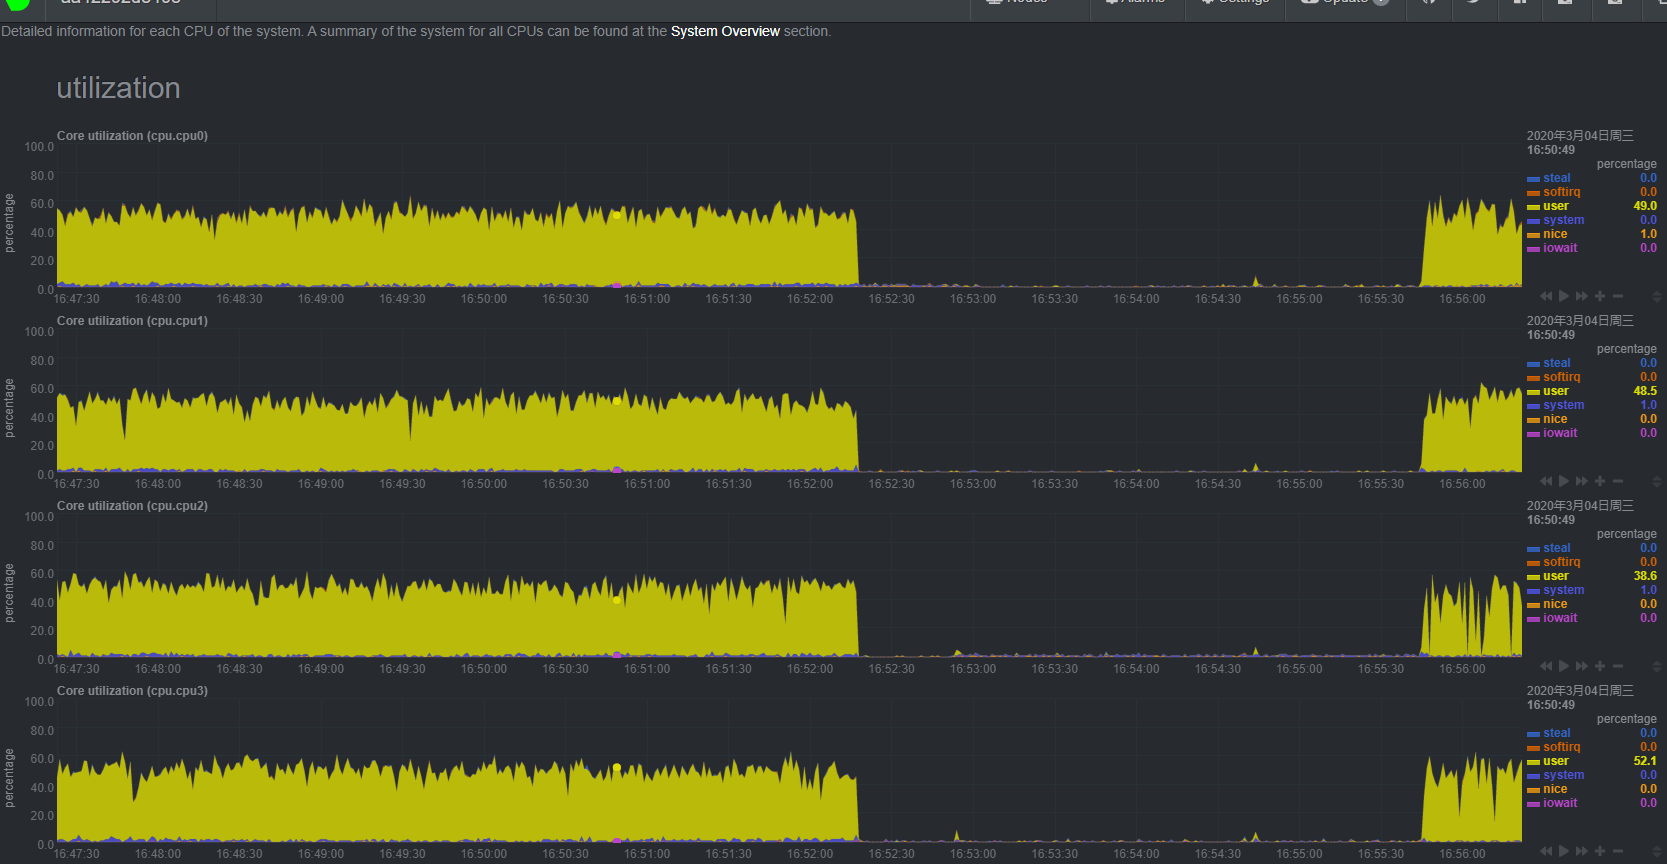 Detailed information for each CPU of the system. A summary of the system for all CPUs can be found at the System Overview section.
utilization
Core utilization (cpu.cpu0)
percentage
100.0
80.0
60.0
40.0
20.0
0.0
16:47:30 16:48:00 16:48:30 16:49:00 16:49:30 16:50:00 16:50:30 16:51:00 16:51:30 16:52:00 16:52:30 16:53:00 16:53:30 16:54:00 16:54:30 16:55:00 16:55:30 16:56:00
2020年3月04日周三
16:50:49
percentage
steal 0.0
softirq 0.0
user 49.0
system 0.0
nice 1.0
iowait 0.0
Core utilization (cpu.cpu1)
percentage
100.0
80.0
60.0
40.0
20.0
0.0
16:47:30 16:48:00 16:48:30 16:49:00 16:49:30 16:50:00 16:50:30 16:51:00 16:51:30 16:52:00 16:52:30 16:53:00 16:53:30 16:54:00 16:54:30 16:55:00 16:55:30 16:56:00
2020年3月04日周三
16:50:49
percentage
steal 0.0
softirq 0.0
user 48.5
system 1.0
nice 0.0
iowait 0.0
Core utilization (cpu.cpu2)
percentage
100.0
80.0
60.0
40.0
20.0
0.0
16:47:30 16:48:00 16:48:30 16:49:00 16:49:30 16:50:00 16:50:30 16:51:00 16:51:30 16:52:00 16:52:30 16:53:00 16:53:30 16:54:00 16:54:30 16:55:00 16:55:30 16:56:00
2020年3月04日周三
16:50:49
percentage
steal 0.0
softirq 0.0
user 38.6
system 1.0
nice 0.0
iowait 0.0
Core utilization (cpu.cpu3)
percentage
100.0
80.0
60.0
40.0
20.0
0.0
16:47:30 16:48:00 16:48:30 16:49:00 16:49:30 16:50:00 16:50:30 16:51:00 16:51:30 16:52:00 16:52:30 16:53:00 16:53:30 16:54:00 16:54:30 16:55:00 16:55:30 16:56:00
2020年3月04日周三
16:50:49
percentage
steal 0.0
softirq 0.0
user 52.1
system 0.0
nice 0.0
iowait 0.0